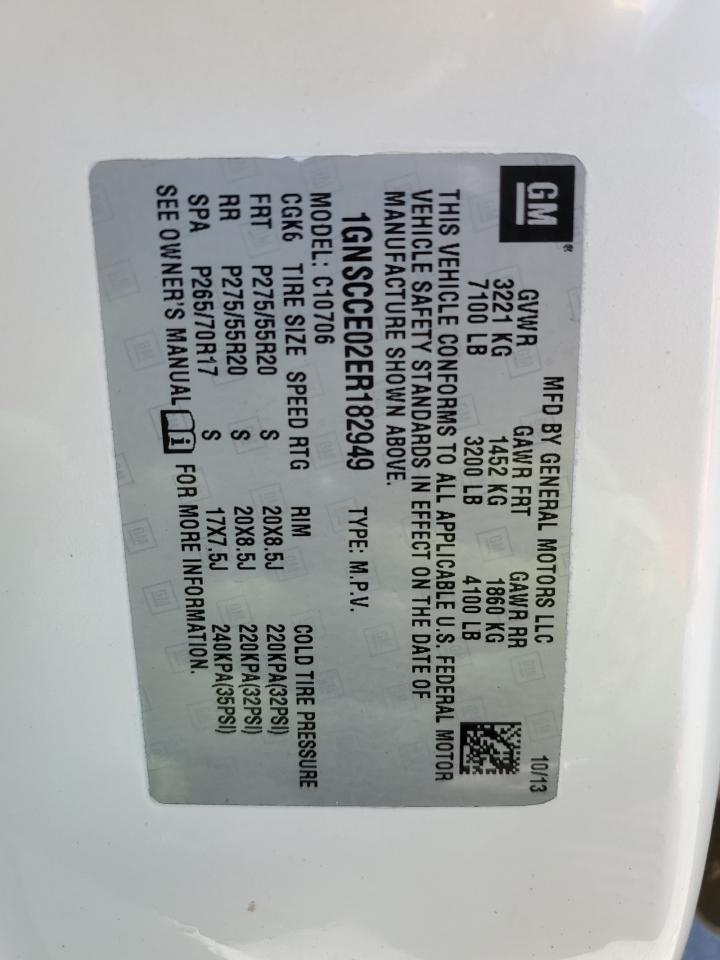 GM®
MFD BY GENERAL MOTORS LLC 10/13
GVWR GAWR FRT GAWR RR
3221 KG 1452 KG 1860 KG
7100 LB 3200 LB 4100 LB
THIS VEHICLE CONFORMS TO ALL APPLICABLE U.S. FEDERAL MOTOR
VEHICLE SAFETY STANDARDS IN EFFECT ON THE DATE OF
MANUFACTURE SHOWN ABOVE.
1GNSCCE02ER182949 TYPE: M.P.V.
MODEL: C10706
CGK6 TIRE SIZE SPEED RTG RIM COLD TIRE PRESSURE
FRT P275/55R20 S 20X8.5J 220KPA(32PSI)
RR P275/55R20 S 20X8.5J 220KPA(32PSI)
SPA P265/70R17 S 17X7.5J 240KPA(35PSI)
SEE OWNER'S MANUAL i FOR MORE INFORMATION.